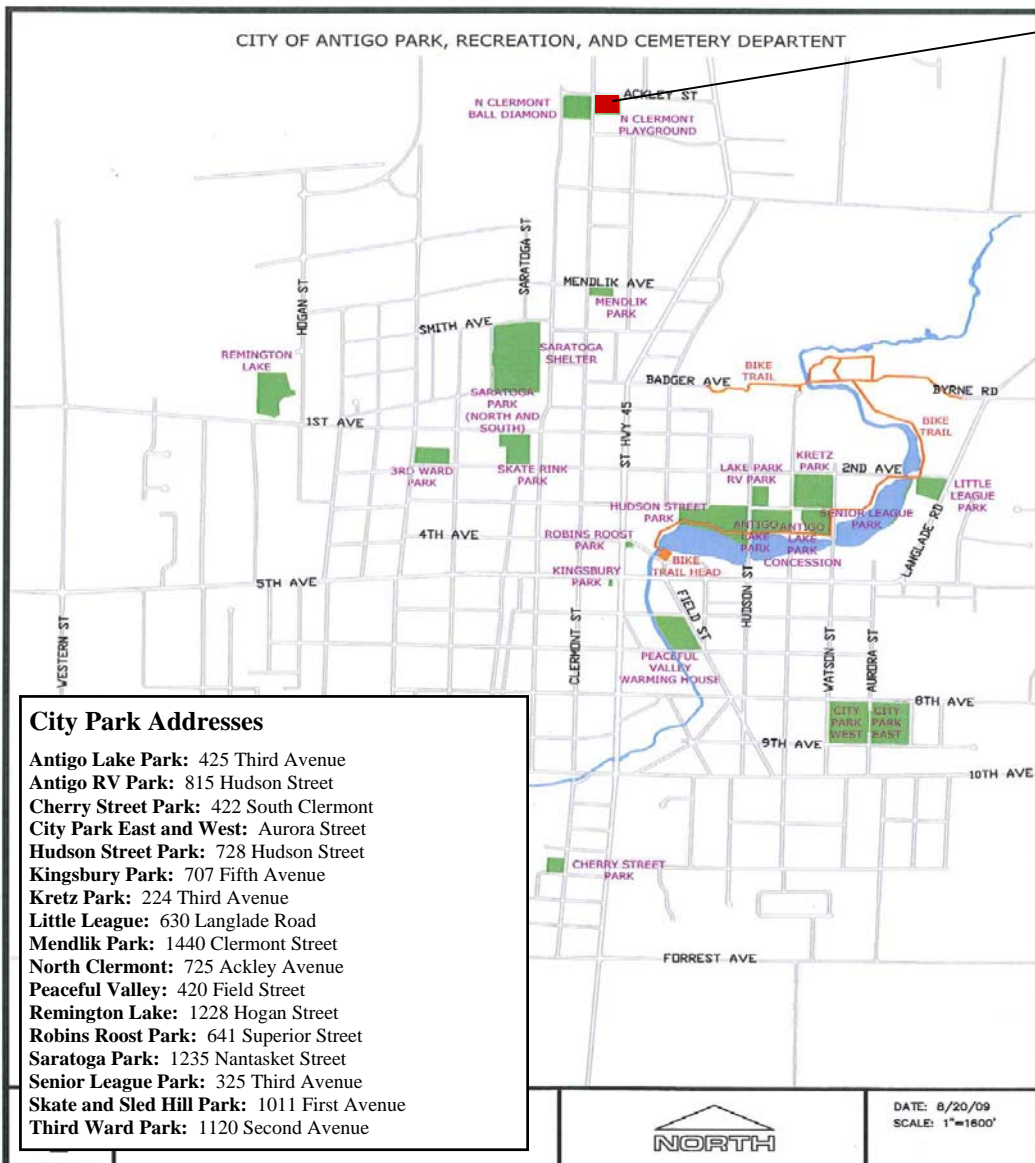 CITY OF ANTIGO PARK, RECREATION, AND CEMETERY DEPARTENT
ACKLEY ST
N CLERMONT
BALL DIAMOND
N CLERMONT
PLAYGROUND
SARATOGA ST
HOGAN ST
MENDLIK AVE
MENDLIK
PARK
SMITH AVE
SARATOGA
SHELTER
REMINGTON
LAKE
BIKE
TRAIL
BADGER AVE
BYRNE RD
SARATOGA
PARK
(NORTH AND
SOUTH)
1ST AVE
ST HWY 45
BIKE
TRAIL
3RD WARD
PARK
SKATE RINK
PARK
LAKE PARK
RV PARK
KRETZ
PARK
2ND AVE
LITTLE
LEAGUE
PARK
HUDSON STREET
PARK
SENIOR LEAGUE
PARK
LANGLADE RD
4TH AVE
ROBINS ROOST
PARK
ANTIGO
LAKE
PARK
ANTIGO
LAKE
PARK
CONCESSION
BIKE
TRAIL HEAD
KINGSBURY
PARK
5TH AVE
HUDSON ST
FIELD ST
WESTERN ST
CLERMONT ST
PEACEFUL
VALLEY
WARMING HOUSE
WATSON ST
AURORA ST
8TH AVE
CITY
PARK
WEST
CITY
PARK
EAST
9TH AVE
10TH AVE
CHERRY STREET
PARK
FORREST AVE
City Park Addresses
Antigo Lake Park: 425 Third Avenue
Antigo RV Park: 815 Hudson Street
Cherry Street Park: 422 South Clermont
City Park East and West: Aurora Street
Hudson Street Park: 728 Hudson Street
Kingsbury Park: 707 Fifth Avenue
Kretz Park: 224 Third Avenue
Little League: 630 Langlade Road
Mendlik Park: 1440 Clermont Street
North Clermont: 725 Ackley Avenue
Peaceful Valley: 420 Field Street
Remington Lake: 1228 Hogan Street
Robins Roost Park: 641 Superior Street
Saratoga Park: 1235 Nantasket Street
Senior League Park: 325 Third Avenue
Skate and Sled Hill Park: 1011 First Avenue
Third Ward Park: 1120 Second Avenue
NORTH
DATE: 8/20/09
SCALE: 1"=1600'